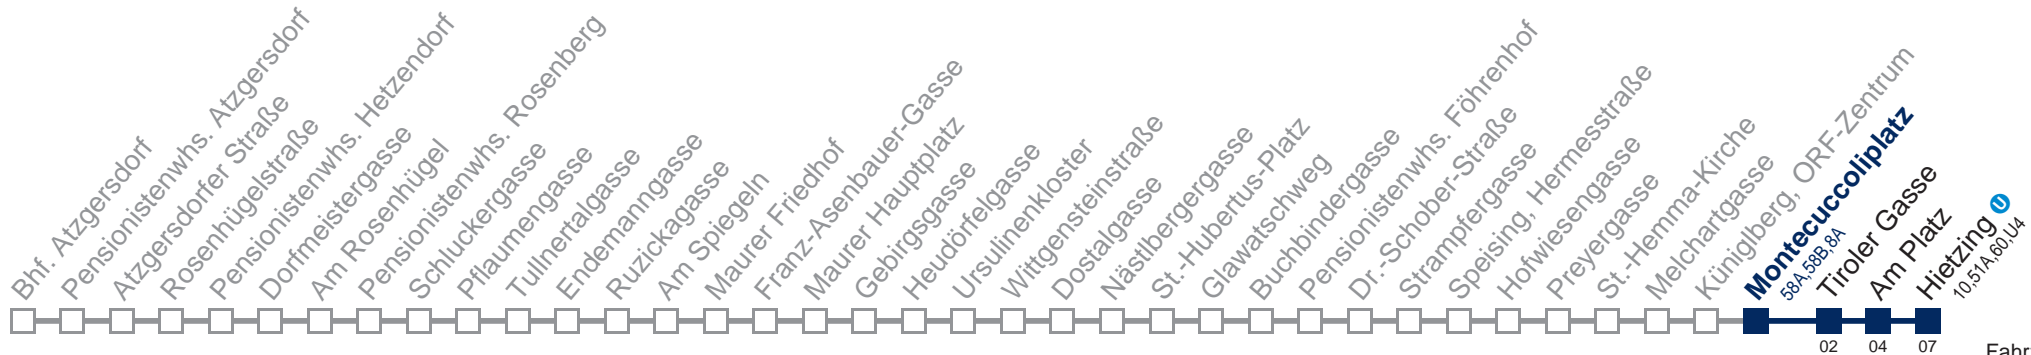 Bhf. Atzgersdorf
Pensionistenwhs. Atzgersdorf
Atzgersdorfer Straße
Rosenhügelstraße
Pensionistenwhs. Hetzendorf
Dorfmeistergasse
Am Rosenhügel
Pensionistenwhs. Rosenberg
Schluckergasse
Pflaumengasse
Tullnertalgasse
Endemanngasse
Ruzickagasse
Am Spiegeln
Maurer Friedhof
Franz-Asenbauer-Gasse
Maurer Hauptplatz
Gebirgsgasse
Heudörfelgasse
Ursulinenkloster
Wittgensteinstraße
Dostalgasse
Nästlbergergasse
St.-Hubertus-Platz
Glawatschweg
Buchbindergasse
Pensionistenwhs. Föhrenhof
Dr.-Schober-Straße
Strampfergasse
Speising, Hermesstraße
Hofwiesengasse
Preyergasse
St.-Hemma-Kirche
Melchartgasse
Küniglberg, ORF-Zentrum
Montecuccoliplatz
58A,58B,8A
Tiroler Gasse
Am Platz
Hietzing U
10,51A,60,U4
02 04 07
Fahr